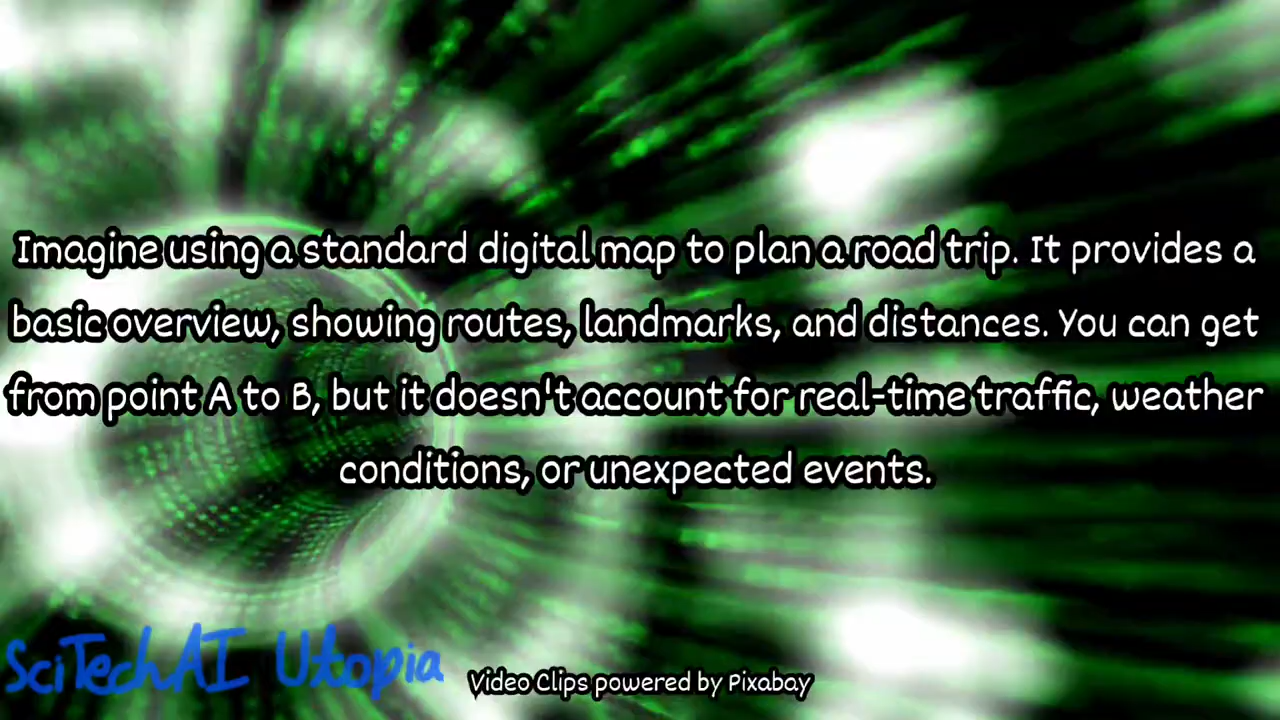 Imagine using a standard digital map to plan a road trip. It provides a
basic overview, showing routes, landmarks, and distances. You can get
from point A to B, but it doesn't account for real-time traffic, weather
conditions, or unexpected events.
SciTechAI Utopia
Video Clips powered by Pixabay